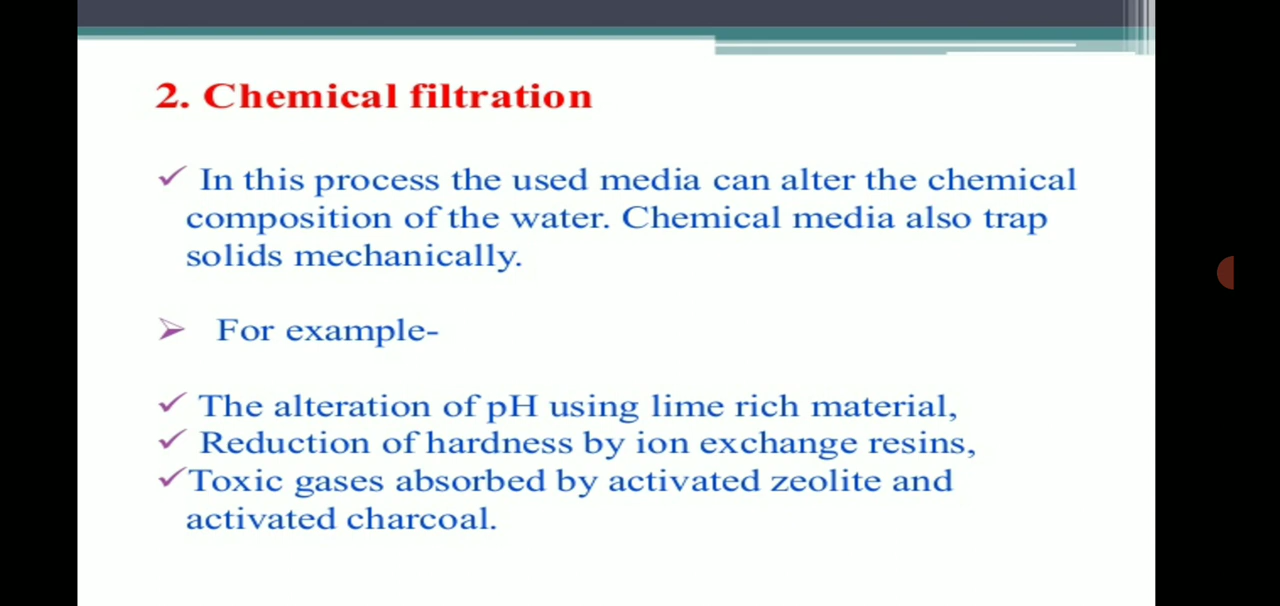 2. Chemical filtration
✓ In this process the used media can alter the chemical
composition of the water. Chemical media also trap
solids mechanically.
➢ For example-
✓ The alteration of pH using lime rich material,
✓ Reduction of hardness by ion exchange resins,
✓Toxic gases absorbed by activated zeolite and
activated charcoal.